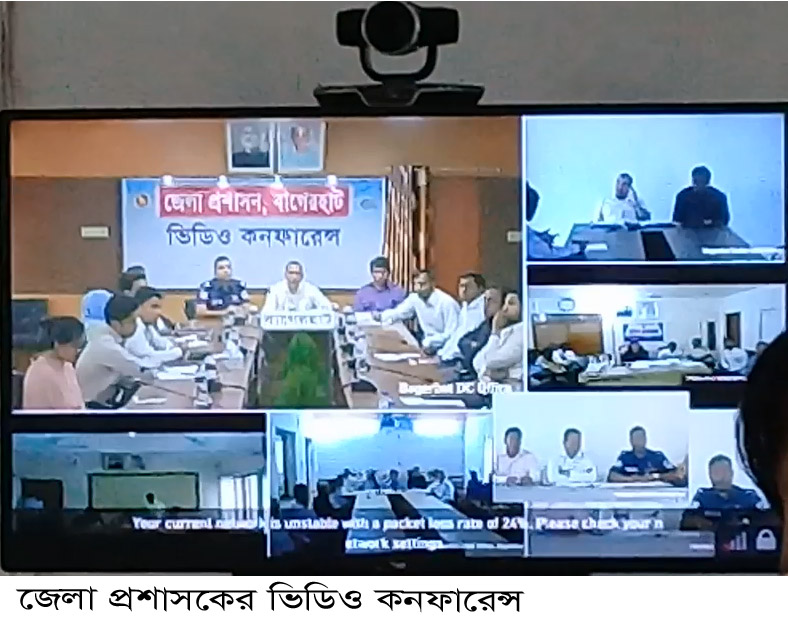 জেলা প্রশাসন, বাগেরহাট
ভিডিও কনফারেন্স
বাগেরহাট
Bagerhat DC Office
Your current network is unstable with a packet loss rate of 24%. Please check your n
etwork settings.
জেলা প্রশাসকের ভিডিও কনফারেন্স